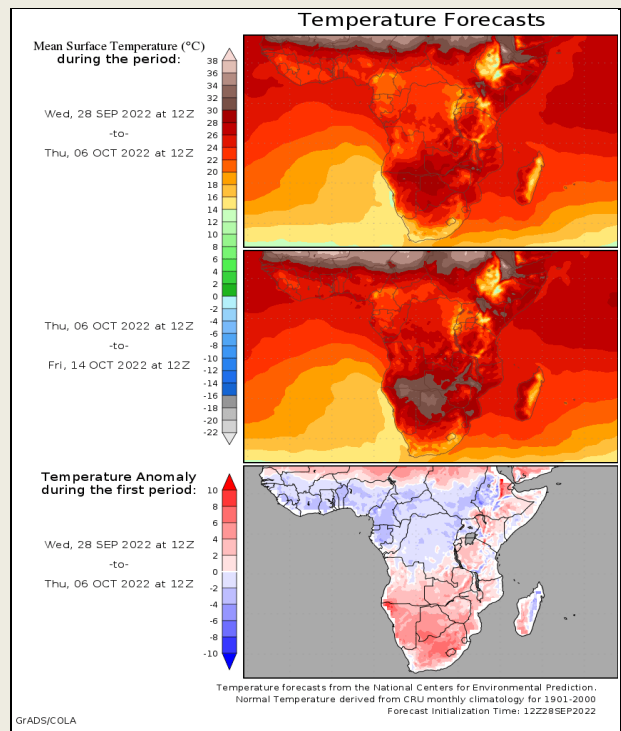 Temperature Forecasts
Mean Surface Temperature (°C)
during the period:
Wed, 28 SEP 2022 at 12Z
-to-
Thu, 06 OCT 2022 at 12Z
38
36
34
32
30
28
26
24
22
20
18
16
14
12
10
8
6
4
2
0
-2
-4
-6
-8
-10
-12
-14
-16
-18
-20
-22
Thu, 06 OCT 2022 at 12Z
-to-
Fri, 14 OCT 2022 at 12Z
Temperature Anomaly
during the first period:
Wed, 28 SEP 2022 at 12Z
-to-
Thu, 06 OCT 2022 at 12Z
10
8
6
4
2
0
-2
-4
-6
-8
-10
Temperature forecasts from the National Centers for Environmental Prediction.
Normal Temperature derived from CRU monthly climatology for 1901-2000
Forecast Initialization Time: 12Z28SEP2022
GrADS/COLA